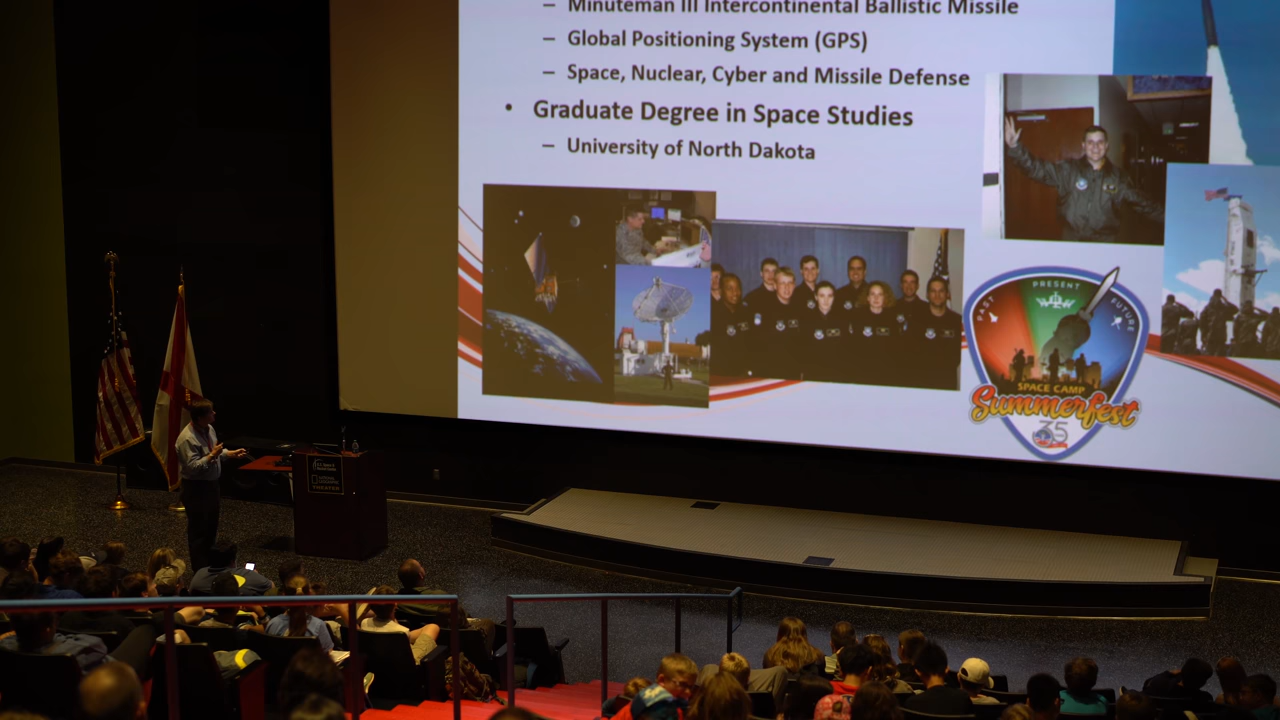 – Minuteman III Intercontinental Ballistic Missile
– Global Positioning System (GPS)
– Space, Nuclear, Cyber and Missile Defense
• Graduate Degree in Space Studies
– University of North Dakota
PAST PRESENT FUTURE
SPACE CAMP
Summerfest
35
THEATER